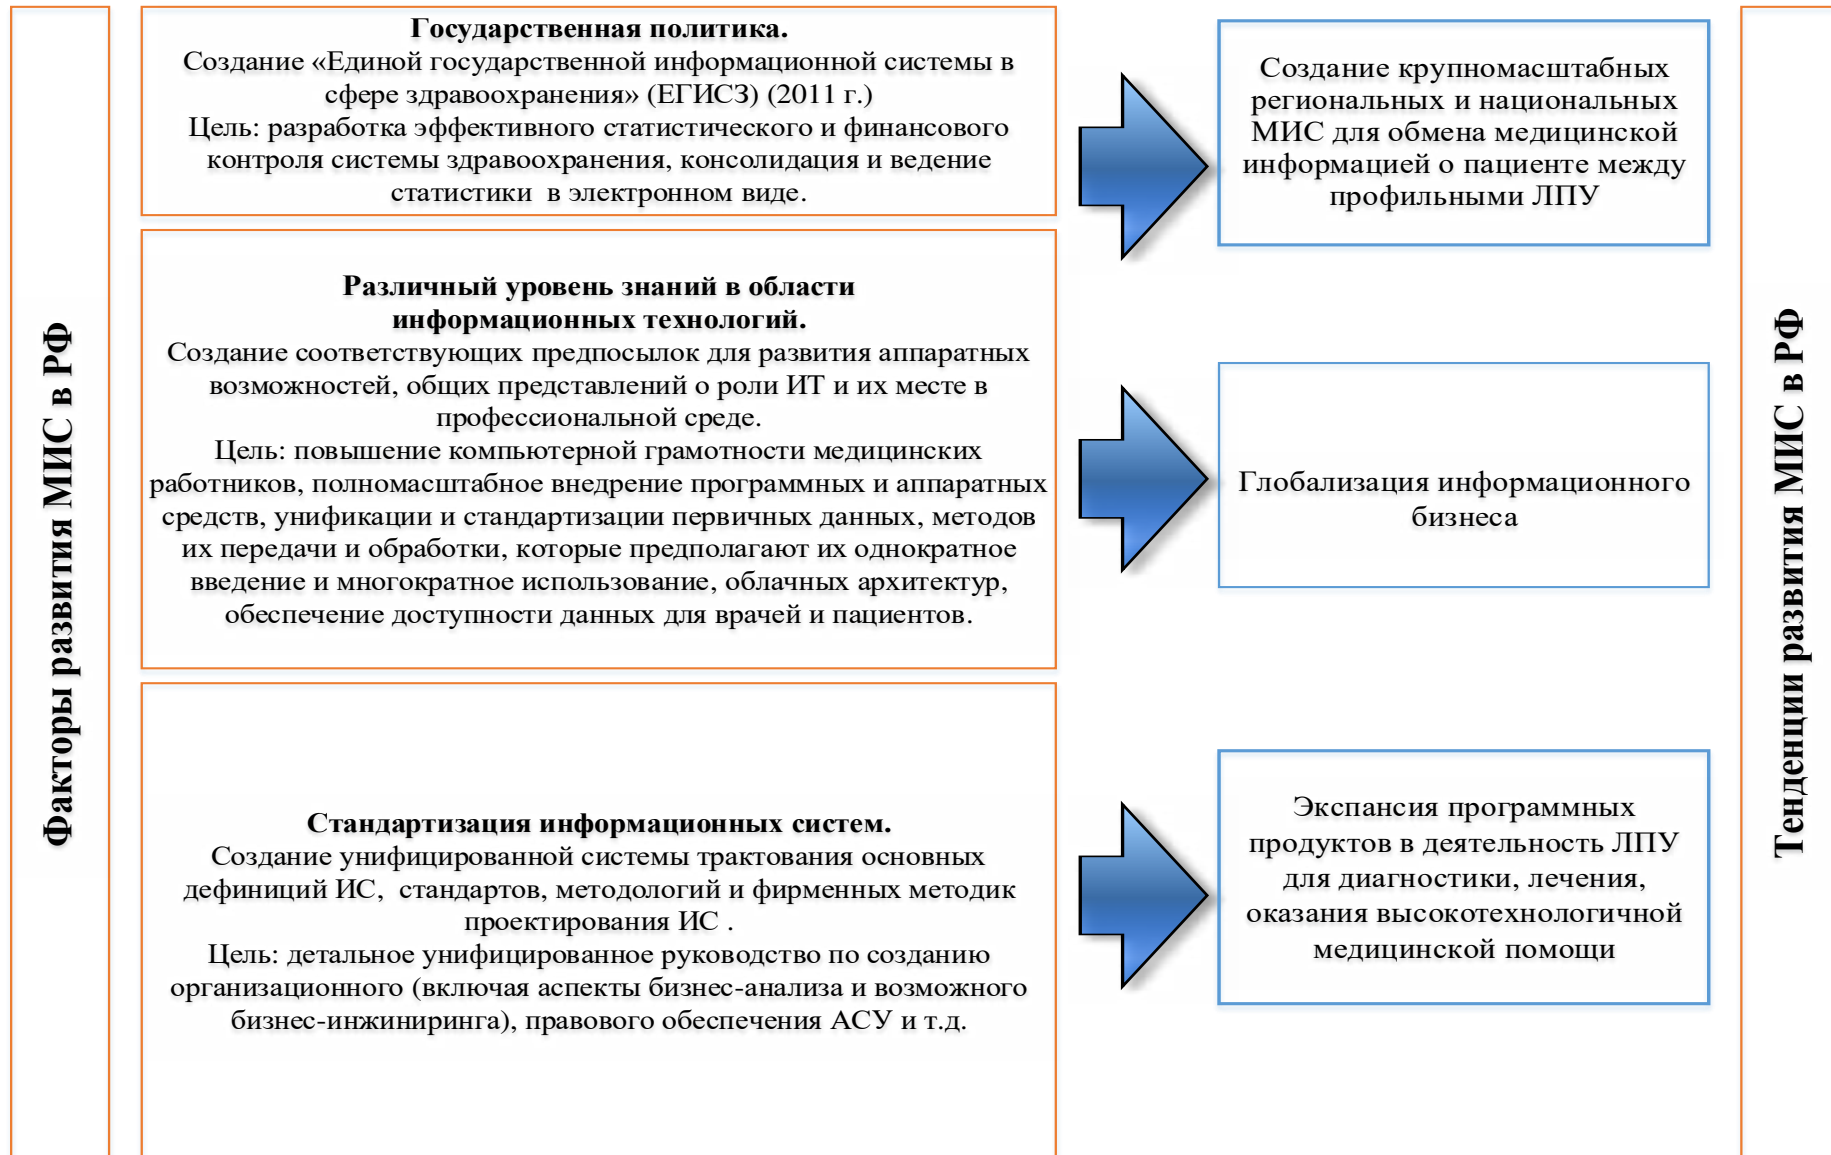 Факторы развития МИС в РФ
Государственная политика.
Создание «Единой государственной информационной системы в
сфере здравоохранения» (ЕГИСЗ) (2011 г.)
Цель: разработка эффективного статистического и финансового
контроля системы здравоохранения, консолидация и ведение
статистики в электронном виде.
Создание крупномасштабных
региональных и национальных
МИС для обмена медицинской
информацией о пациенте между
профильными ЛПУ
Различный уровень знаний в области
информационных технологий.
Создание соответствующих предпосылок для развития аппаратных
возможностей, общих представлений о роли ИТ и их месте в
профессиональной среде.
Цель: повышение компьютерной грамотности медицинских
работников, полномасштабное внедрение программных и аппаратных
средств, унификации и стандартизации первичных данных, методов
их передачи и обработки, которые предполагают их однократное
введение и многократное использование, облачных архитектур,
обеспечение доступности данных для врачей и пациентов.
Глобализация информационного
бизнеса
Стандартизация информационных систем.
Создание унифицированной системы трактования основных
дефиниций ИС, стандартов, методологий и фирменных методик
проектирования ИС .
Цель: детальное унифицированное руководство по созданию
организационного (включая аспекты бизнес-анализа и возможного
бизнес-инжиниринга), правового обеспечения АСУ и т.д.
Экспансия программных
продуктов в деятельность ЛПУ
для диагностики, лечения,
оказания высокотехнологичной
медицинской помощи
Тенденции развития МИС в РФ